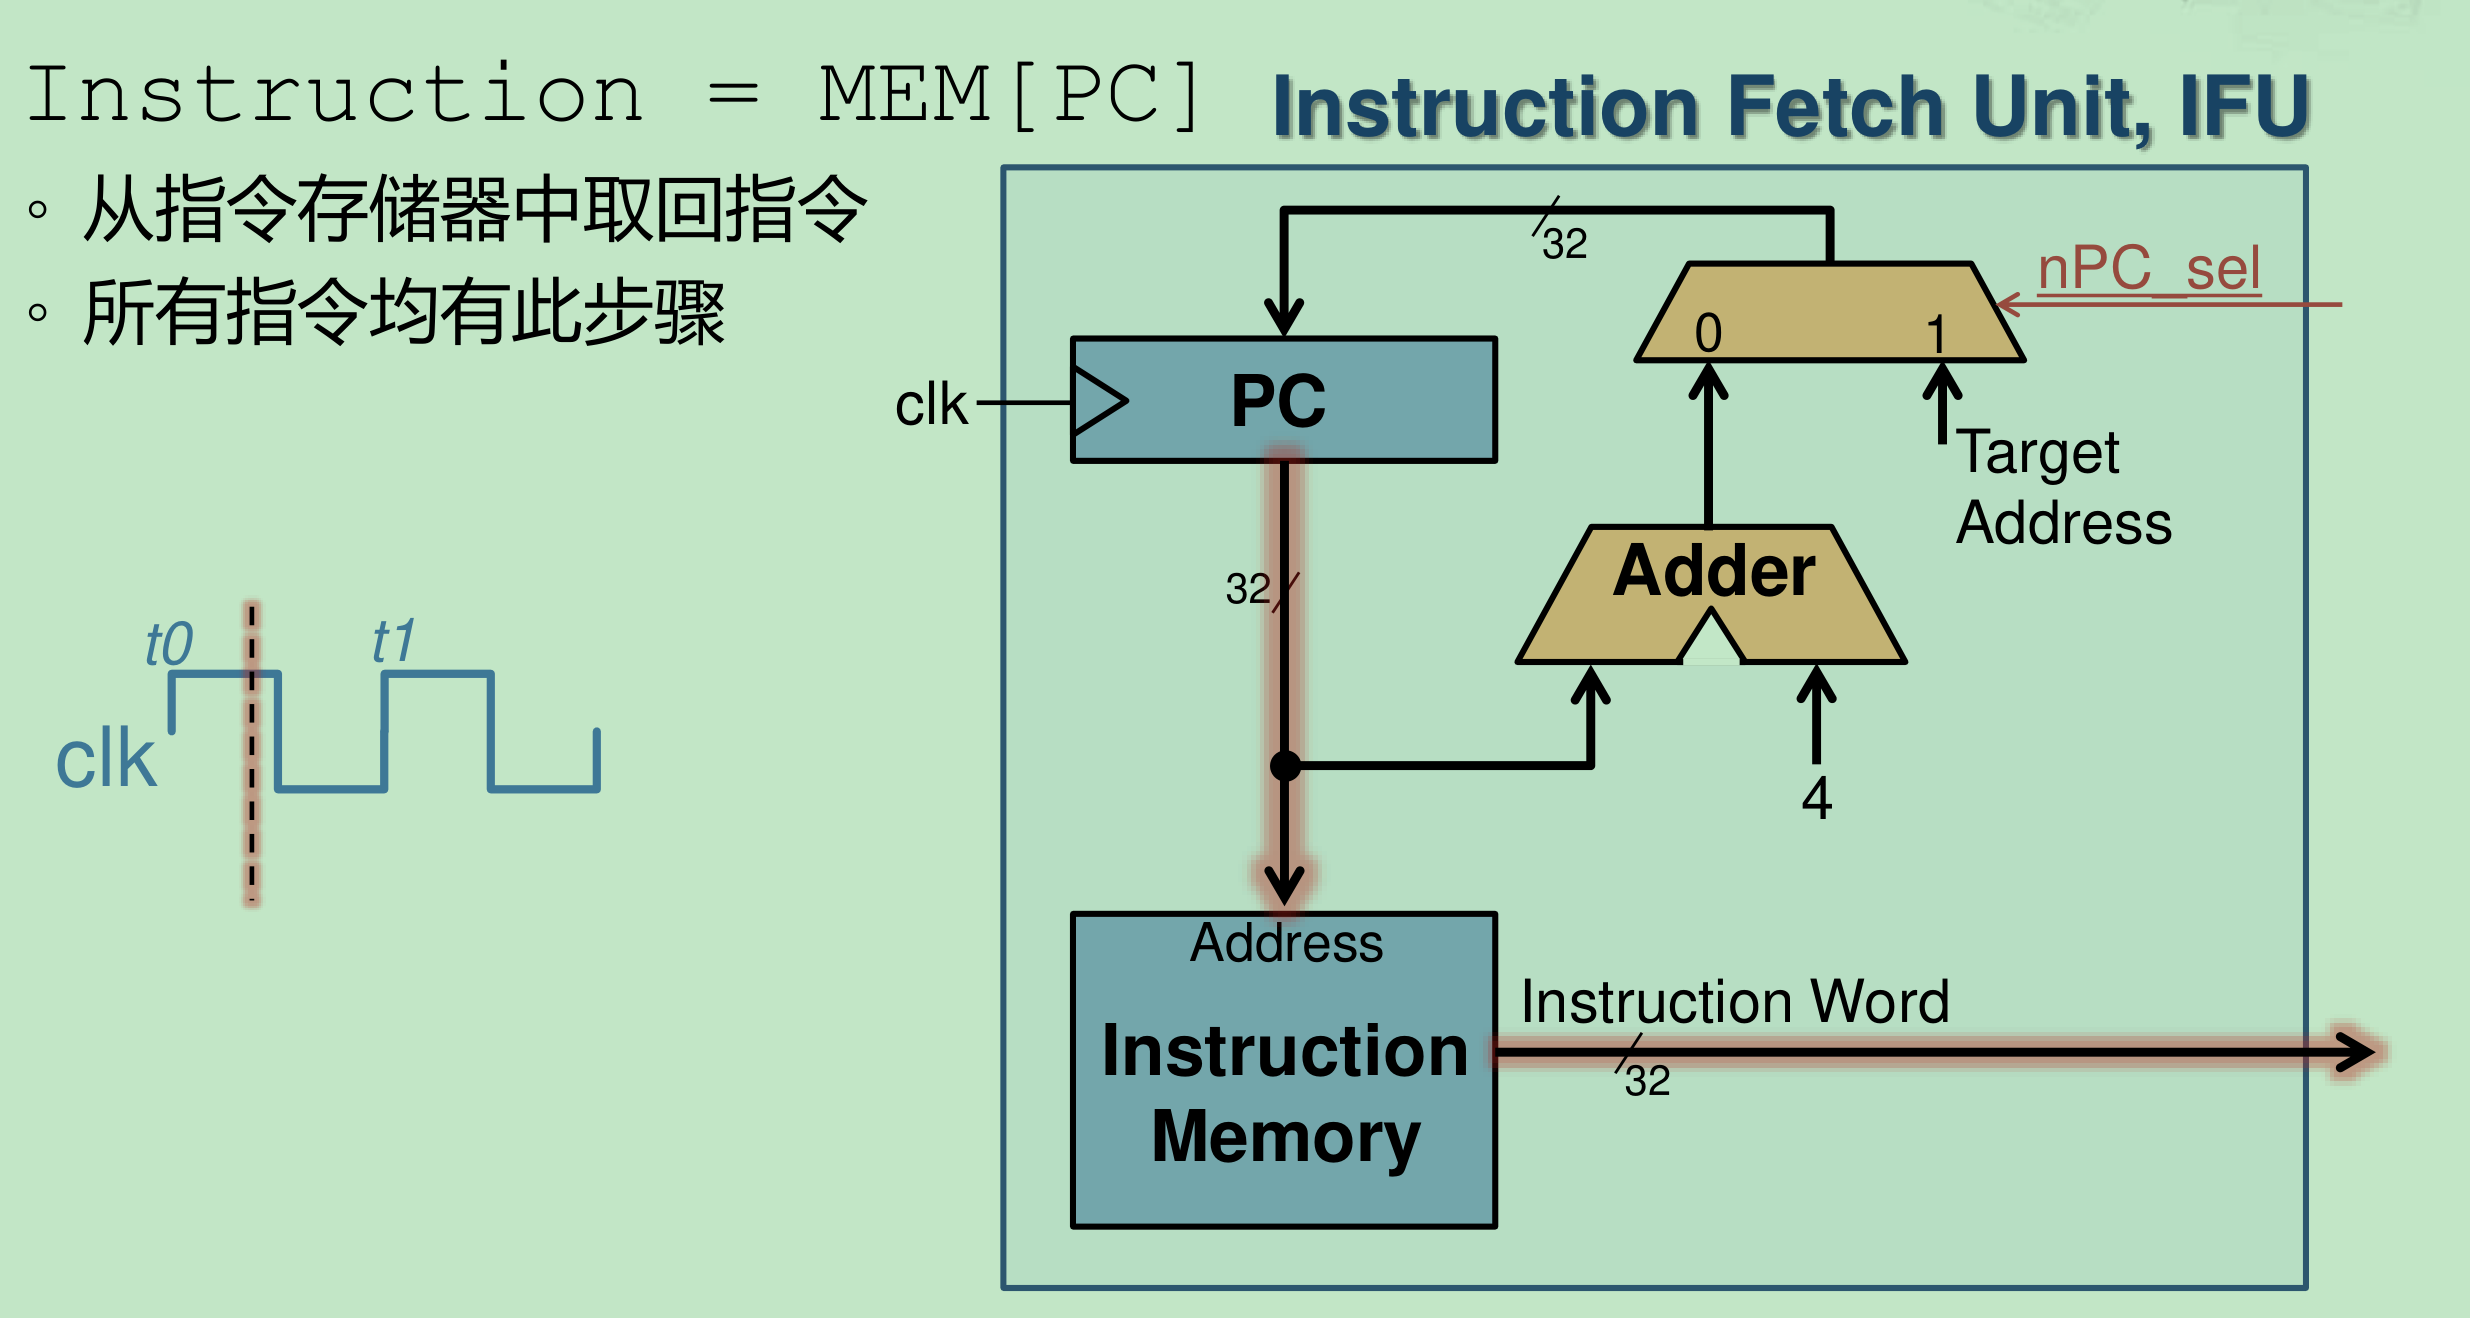 Instruction = MEM[PC]
Instruction Fetch Unit, IFU
◦ 从指令存储器中取回指令
◦ 所有指令均有此步骤
32
nPC_sel
0 1
clk
PC
Target
Address
Adder
32
t0 t1
clk
4
Address
Instruction
Memory
Instruction Word
32